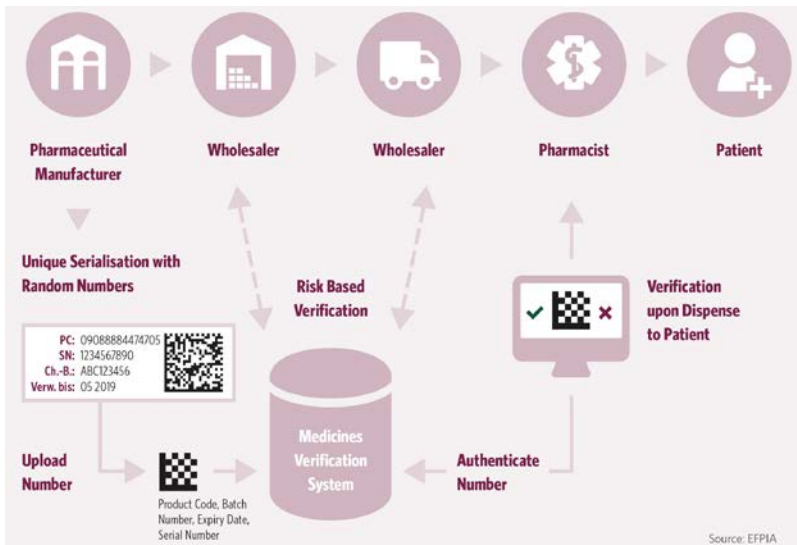 Pharmaceutical
Manufacturer
Wholesaler
Wholesaler
Pharmacist
Patient
Unique Serialisation with
Random Numbers
Risk Based
Verification
Verification
upon Dispense
to Patient
PC: 09088884474705
SN: 1234567890
Ch.-B.: ABC123456
Verw. bis: 05 2019
Medicines
Verification
System
Upload
Number
Authenticate
Number
Product Code, Batch
Number, Expiry Date,
Serial Number
Source: EFPIA